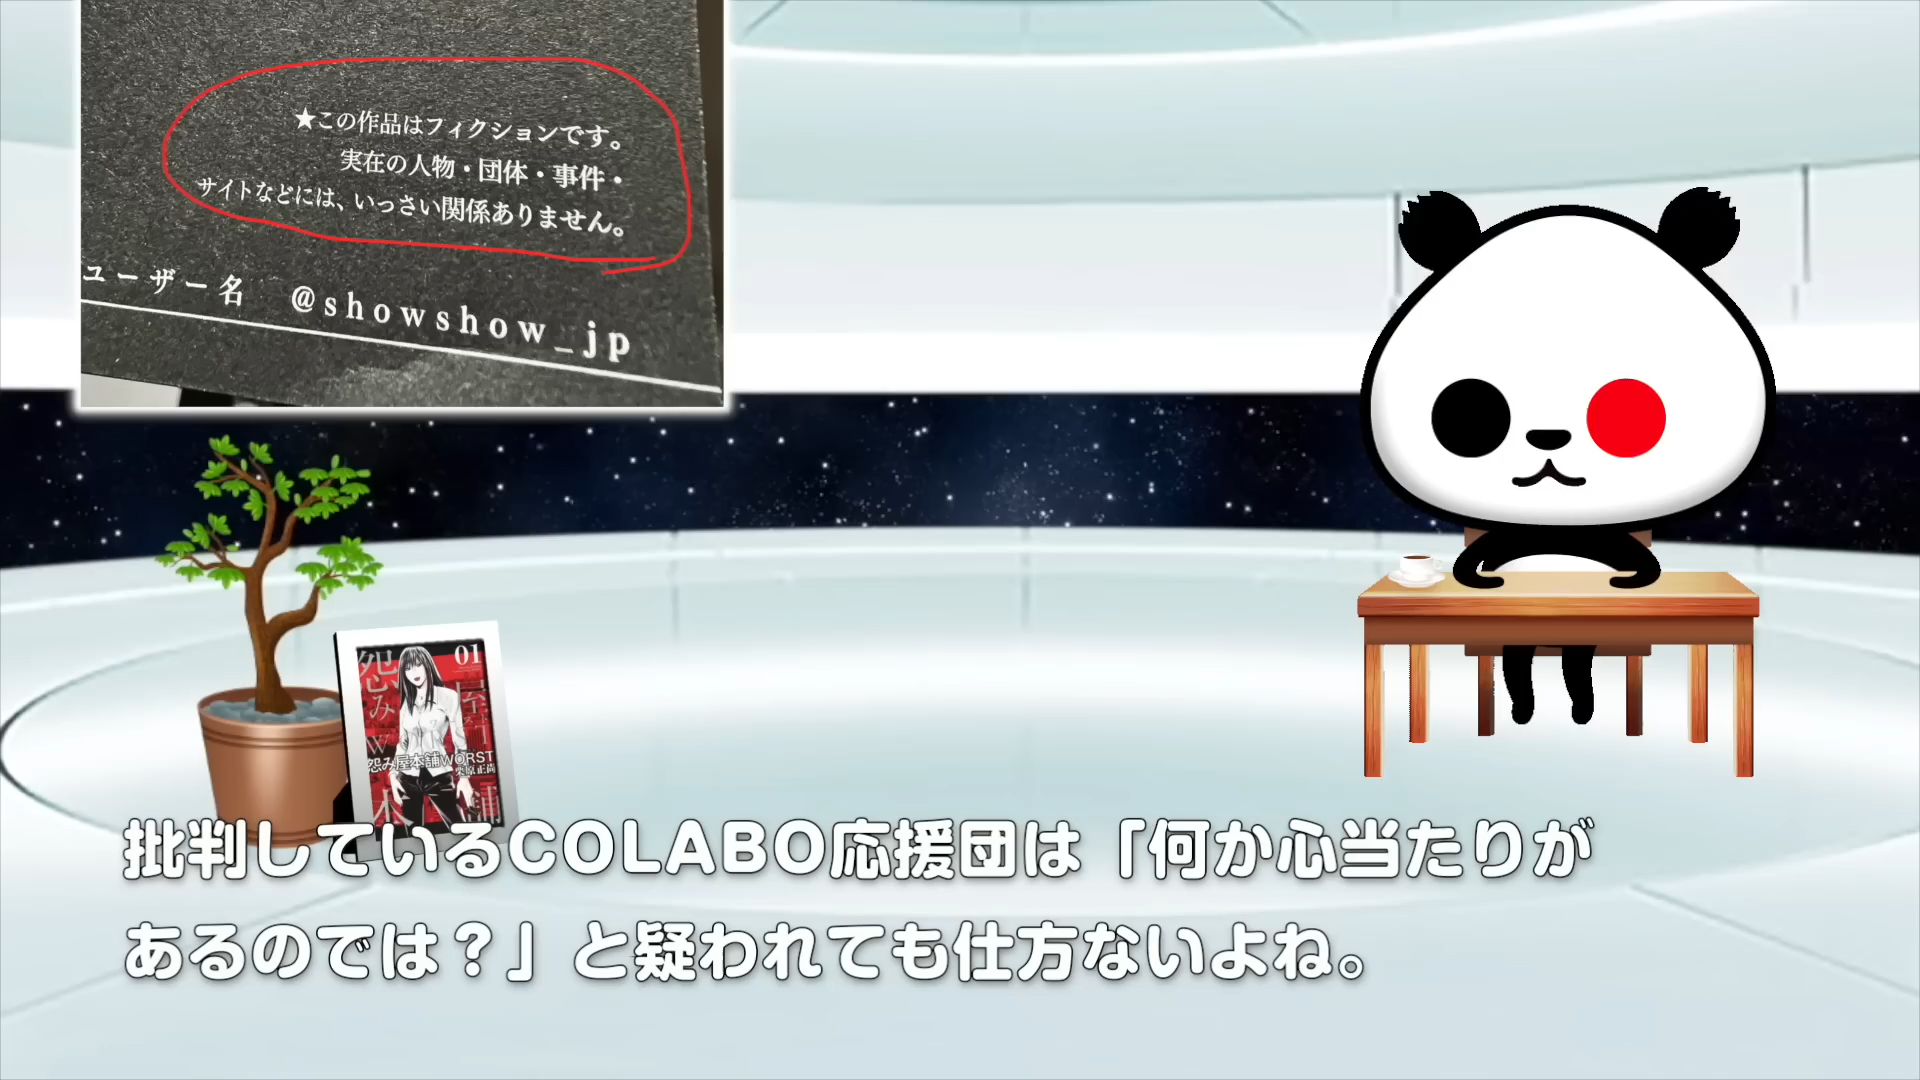 ★この作品はフィクションです。
実在の人物・団体・事件・
サイトなどには、いっさい関係ありません。
ユーザー名 @showshow_jp
01
怨み屋本舗WORST
栗原正尚
批判しているCOLABO応援団は「何か心当たりが
あるのでは？」と疑われても仕方ないよね。